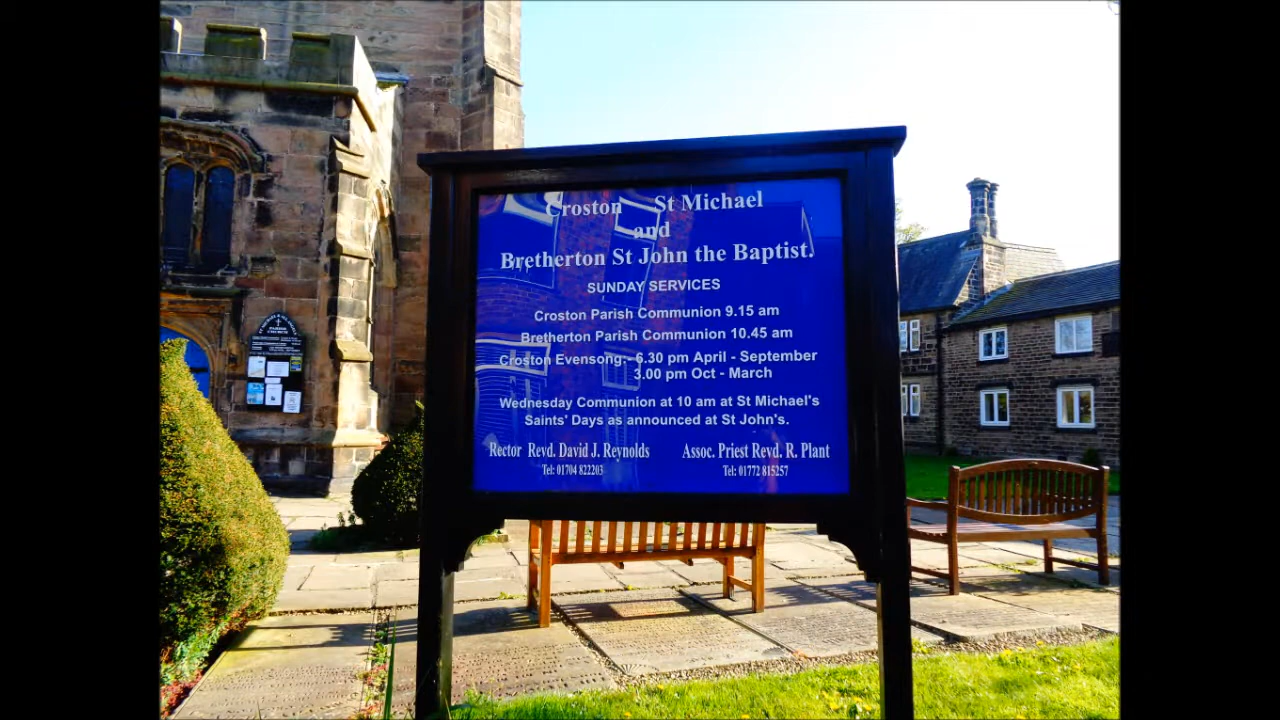 Croston St Michael
and
Bretherton St John the Baptist.
SUNDAY SERVICES
Croston Parish Communion 9.15 am
Bretherton Parish Communion 10.45 am
Croston Evensong:- 6.30 pm April - September
3.00 pm Oct - March
Wednesday Communion at 10 am at St Michael's
Saints' Days as announced at St John's.
Rector Revd. David J. Reynolds Assoc. Priest Revd. R. Plant
Tel: 01704 822203 Tel: 01772 815257